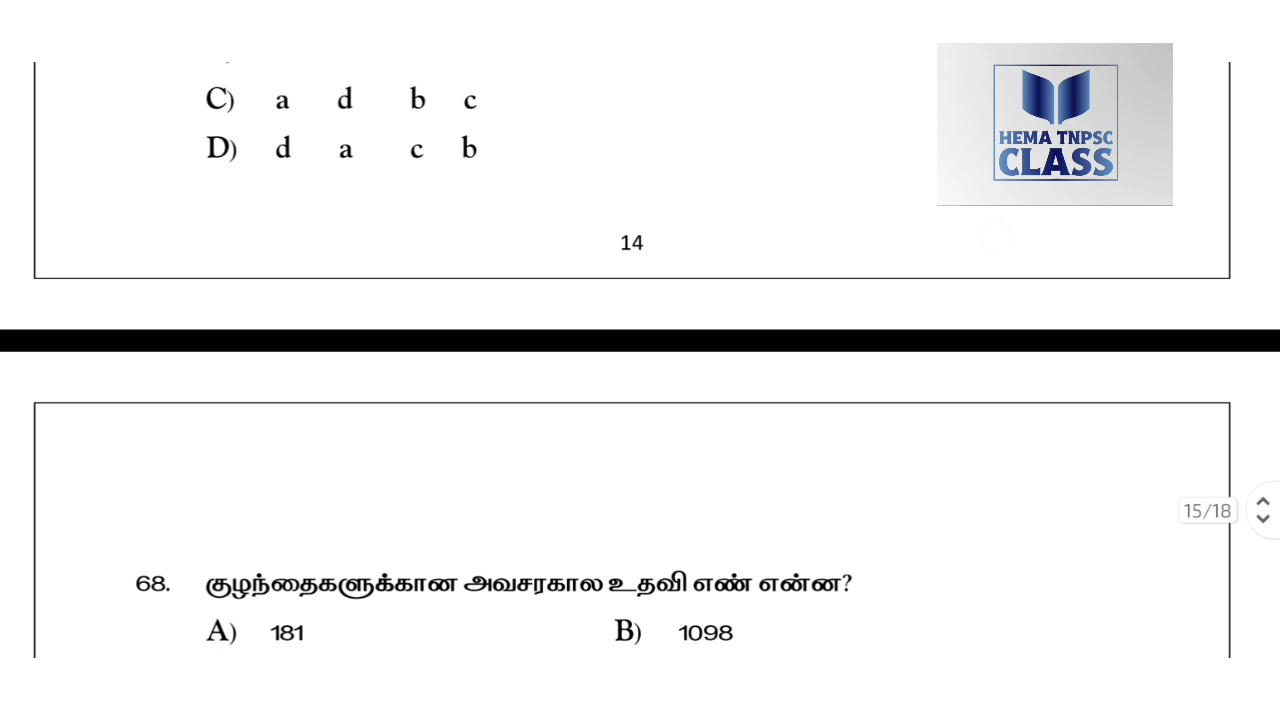 C) a d b c
HEMA TNPSC
CLASS
D) d a c b
14
15/18
68. குழந்தைகளுக்கான அவசரகால உதவி எண் என்ன?
A) 181 B) 1098